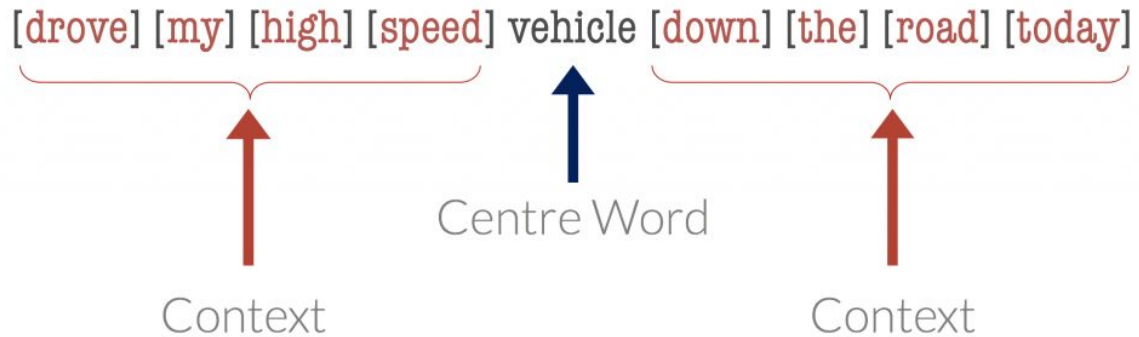 [drove] [my] [high] [speed] vehicle [down] [the] [road] [today]
Centre Word
Context
Context